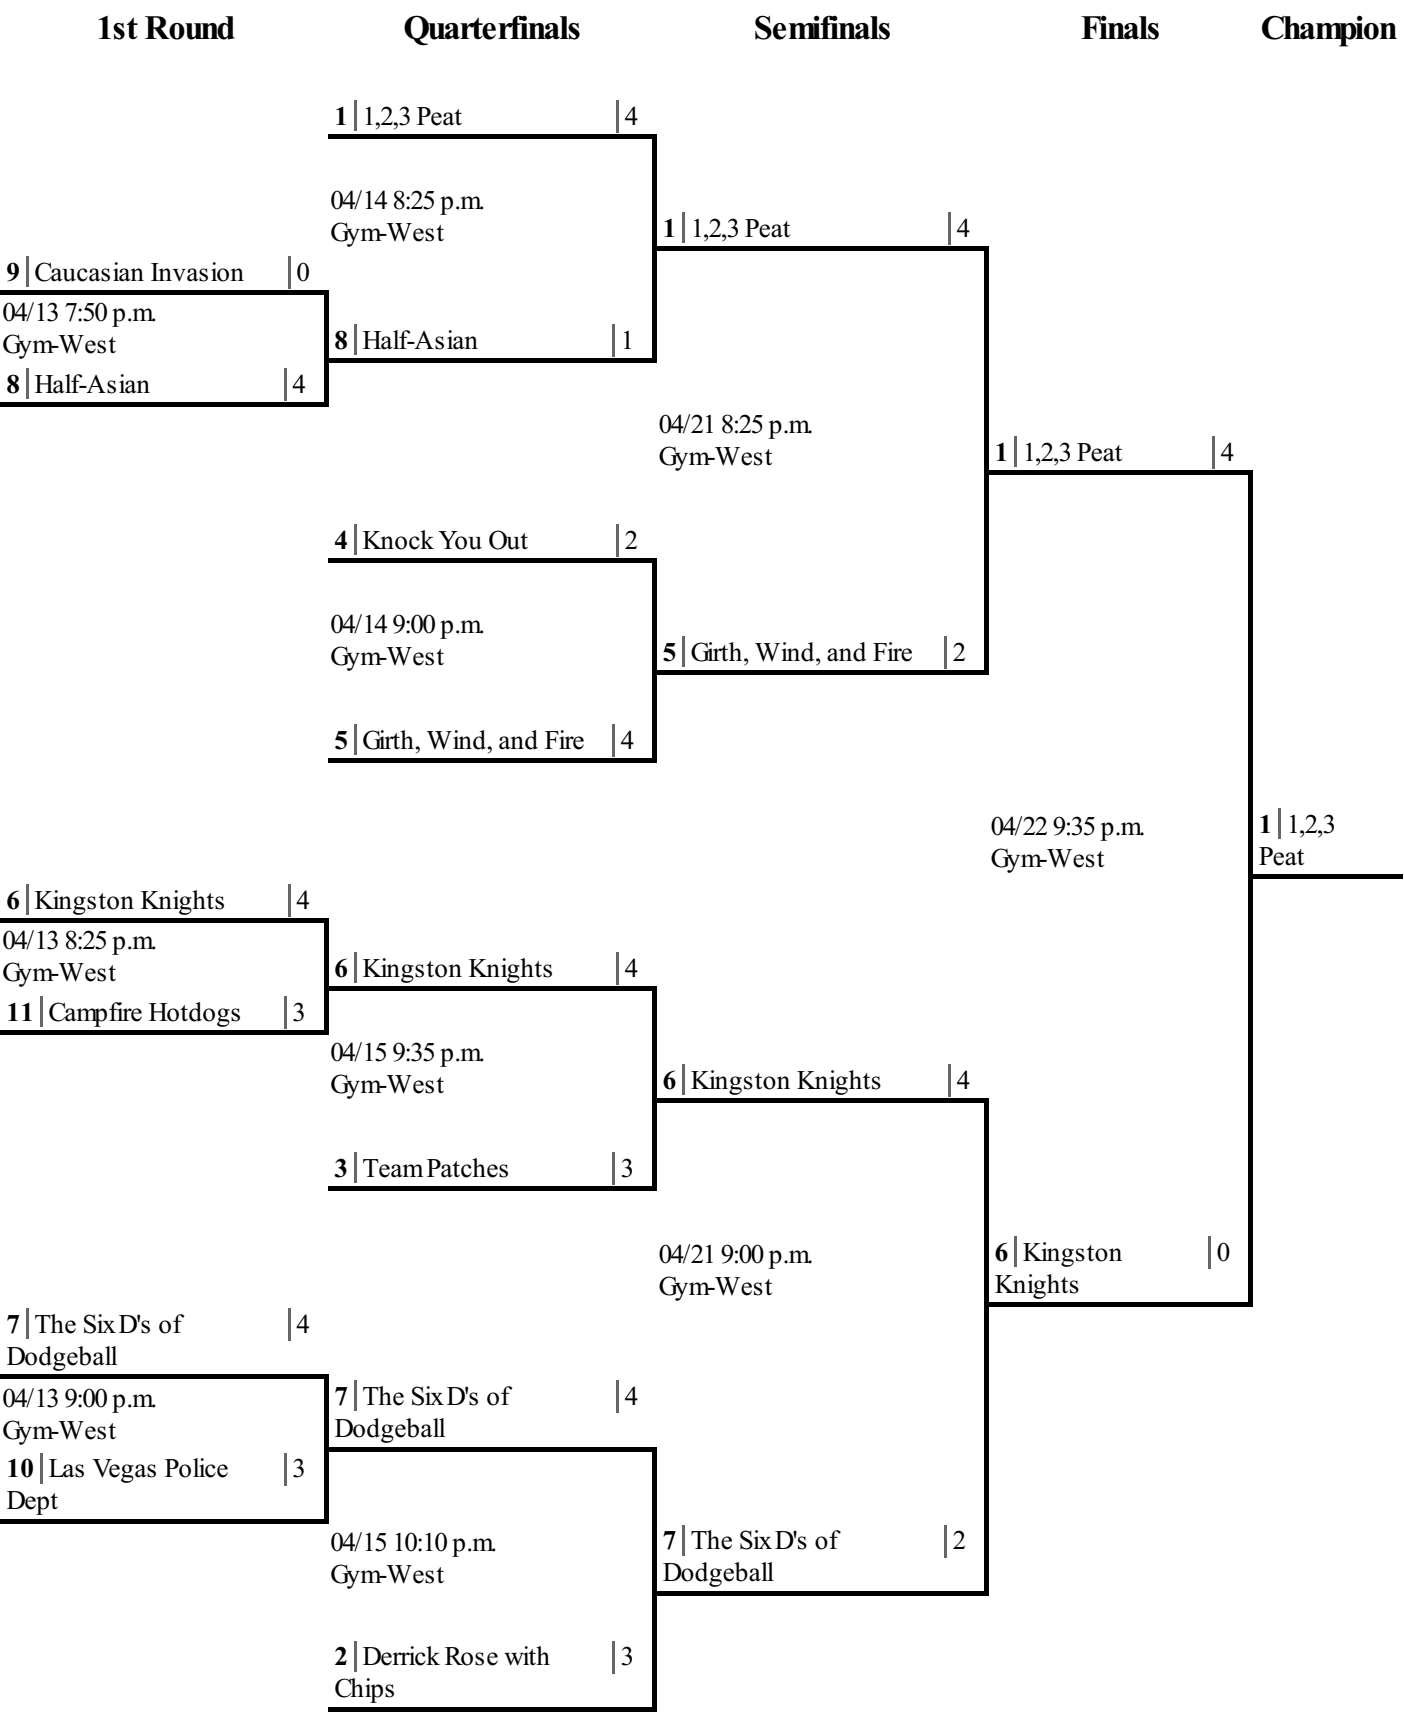 1st Round Quarterfinals Semifinals Finals Champion
1 1,2,3 Peat 4
04/14 8:25 p.m.
Gym-West
1 1,2,3 Peat 4
9 Caucasian Invasion 0
04/13 7:50 p.m.
Gym-West
8 Half-Asian 1
8 Half-Asian 4
04/21 8:25 p.m.
Gym-West
1 1,2,3 Peat 4
4 Knock You Out 2
04/14 9:00 p.m.
Gym-West
5 Girth, Wind, and Fire 2
5 Girth, Wind, and Fire 4
04/22 9:35 p.m.
Gym-West
1 1,2,3
Peat
6 Kingston Knights 4
04/13 8:25 p.m.
Gym-West
6 Kingston Knights 4
11 Campfire Hotdogs 3
04/15 9:35 p.m.
Gym-West
6 Kingston Knights 4
3 Team Patches 3
04/21 9:00 p.m.
Gym-West
6 Kingston 0
Knights
7 The Six D's of 4
Dodgeball
04/13 9:00 p.m.
Gym-West
7 The Six D's of 4
Dodgeball
10 Las Vegas Police 3
Dept
04/15 10:10 p.m.
Gym-West
7 The Six D's of 2
Dodgeball
2 Derrick Rose with 3
Chips